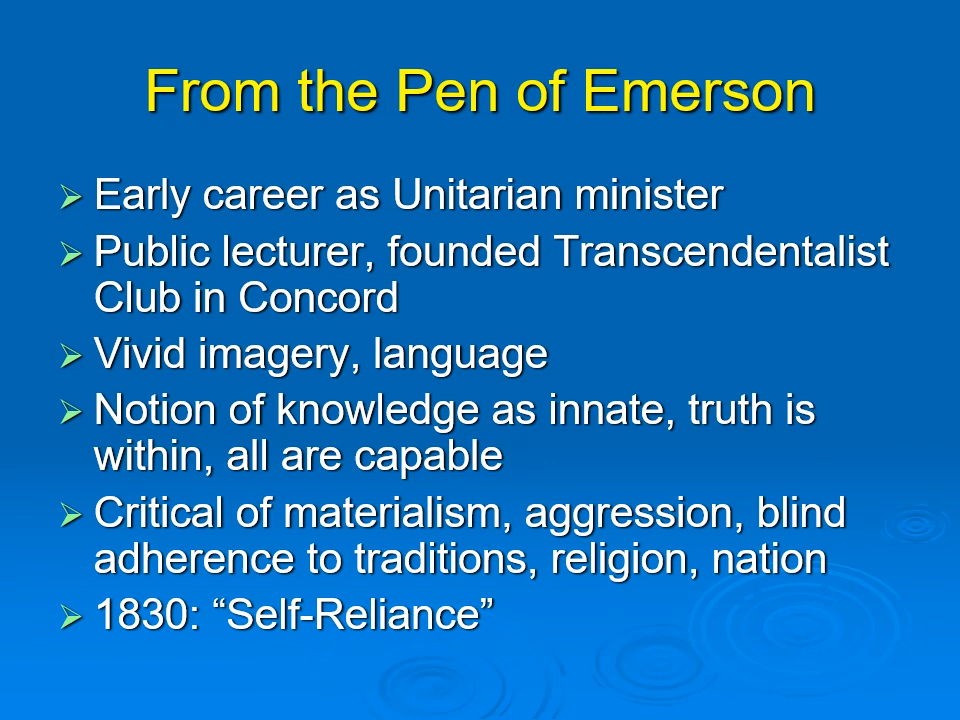 From the Pen of Emerson
Early career as Unitarian minister
Public lecturer, founded Transcendentalist
Club in Concord
Vivid imagery, language
Notion of knowledge as innate, truth is
within, all are capable
Critical of materialism, aggression, blind
adherence to traditions, religion, nation
1830: “Self-Reliance”